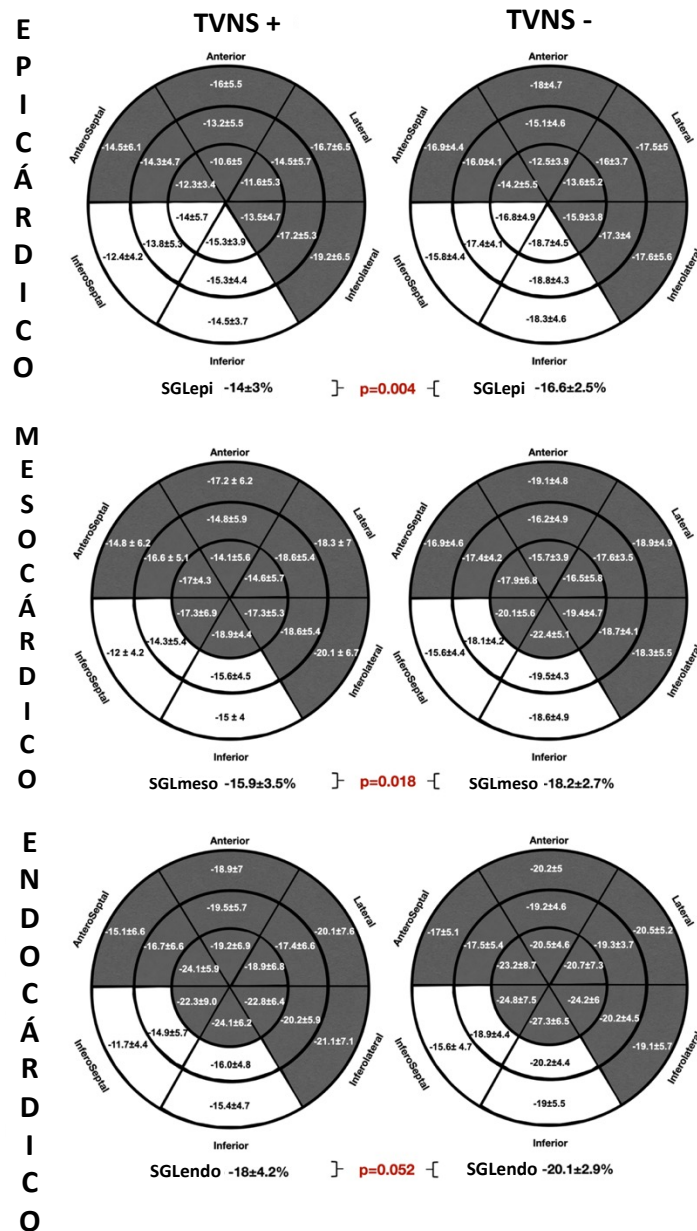 EPICÁRDICO
TVNS +
Anterior
-16±5.5
AnteroSeptal
Lateral
-13.2±5.5
-14.5±6.1
-16.7±6.5
-14.3±4.7
-10.6±5
-14.5±5.7
-12.3±3.4
-11.6±5.3
-14±5.7
-13.5±4.7
-12.4±4.2
-13.8±5.3
-15.3±3.9
-17.2±5.3
-19.2±6.5
-15.3±4.4
InferoSeptal
Inferolateral
-14.5±3.7
Inferior
SGLepi -14±3%
p=0.004
TVNS -
Anterior
-18±4.7
AnteroSeptal
Lateral
-15.1±4.6
-16.9±4.4
-17.5±5
-16.0±4.1
-12.5±3.9
-16±3.7
-14.2±5.5
-13.6±5.2
-16.8±4.9
-15.9±3.8
-15.8±4.4
-17.4±4.1
-18.7±4.5
-17.3±4
-17.6±5.6
-18.8±4.3
InferoSeptal
Inferolateral
-18.3±4.6
Inferior
SGLepi -16.6±2.5%
MESOCÁRDICO
Anterior
-17.2 ± 6.2
AnteroSeptal
Lateral
-14.8±5.9
-14.8 ± 6.2
-18.3 ± 7
-16.6 ± 5.1
-14.1±5.6
-18.6±5.4
-17±4.3
-14.6±5.7
-17.3±6.9
-17.3±5.3
-12 ± 4.2
-14.3±5.4
-18.9±4.4
-18.6±5.4
-20.1 ± 6.7
-15.6±4.5
InferoSeptal
Inferolateral
-15 ± 4
Inferior
SGLmeso -15.9±3.5%
p=0.018
Anterior
-19.1±4.8
AnteroSeptal
Lateral
-16.2±4.9
-16.9±4.6
-18.9±4.9
-17.4±4.2
-15.7±3.9
-17.6±3.5
-17.9±6.8
-16.5±5.8
-20.1±5.6
-19.4±4.7
-15.6±4.4
-18.1±4.2
-22.4±5.1
-18.7±4.1
-18.3±5.5
-19.5±4.3
InferoSeptal
Inferolateral
-18.6±4.9
Inferior
SGLmeso -18.2±2.7%
ENDOCÁRDICO
Anterior
-18.9±7
AnteroSeptal
Lateral
-19.5±5.7
-15.1±6.6
-20.1±7.6
-16.7±6.6
-19.2±6.9
-17.4±6.6
-24.1±5.9
-18.9±6.8
-22.3±9.0
-22.8±6.4
-11.7±4.4
-14.9±5.7
-24.1±6.2
-20.2±5.9
-21.1±7.1
-16.0±4.8
InferoSeptal
Inferolateral
-15.4±4.7
Inferior
SGLendo -18±4.2%
p=0.052
Anterior
-20.2±5
AnteroSeptal
Lateral
-19.2±4.6
-17±5.1
-20.5±5.2
-17.5±5.4
-20.5±4.6
-19.3±3.7
-23.2±8.7
-20.7±7.3
-24.8±7.5
-24.2±6
-15.6± 4.7
-18.9±4.4
-27.3±6.5
-20.2±4.5
-19.1±5.7
-20.2±4.4
InferoSeptal
Inferolateral
-19±5.5
Inferior
SGLendo -20.1±2.9%